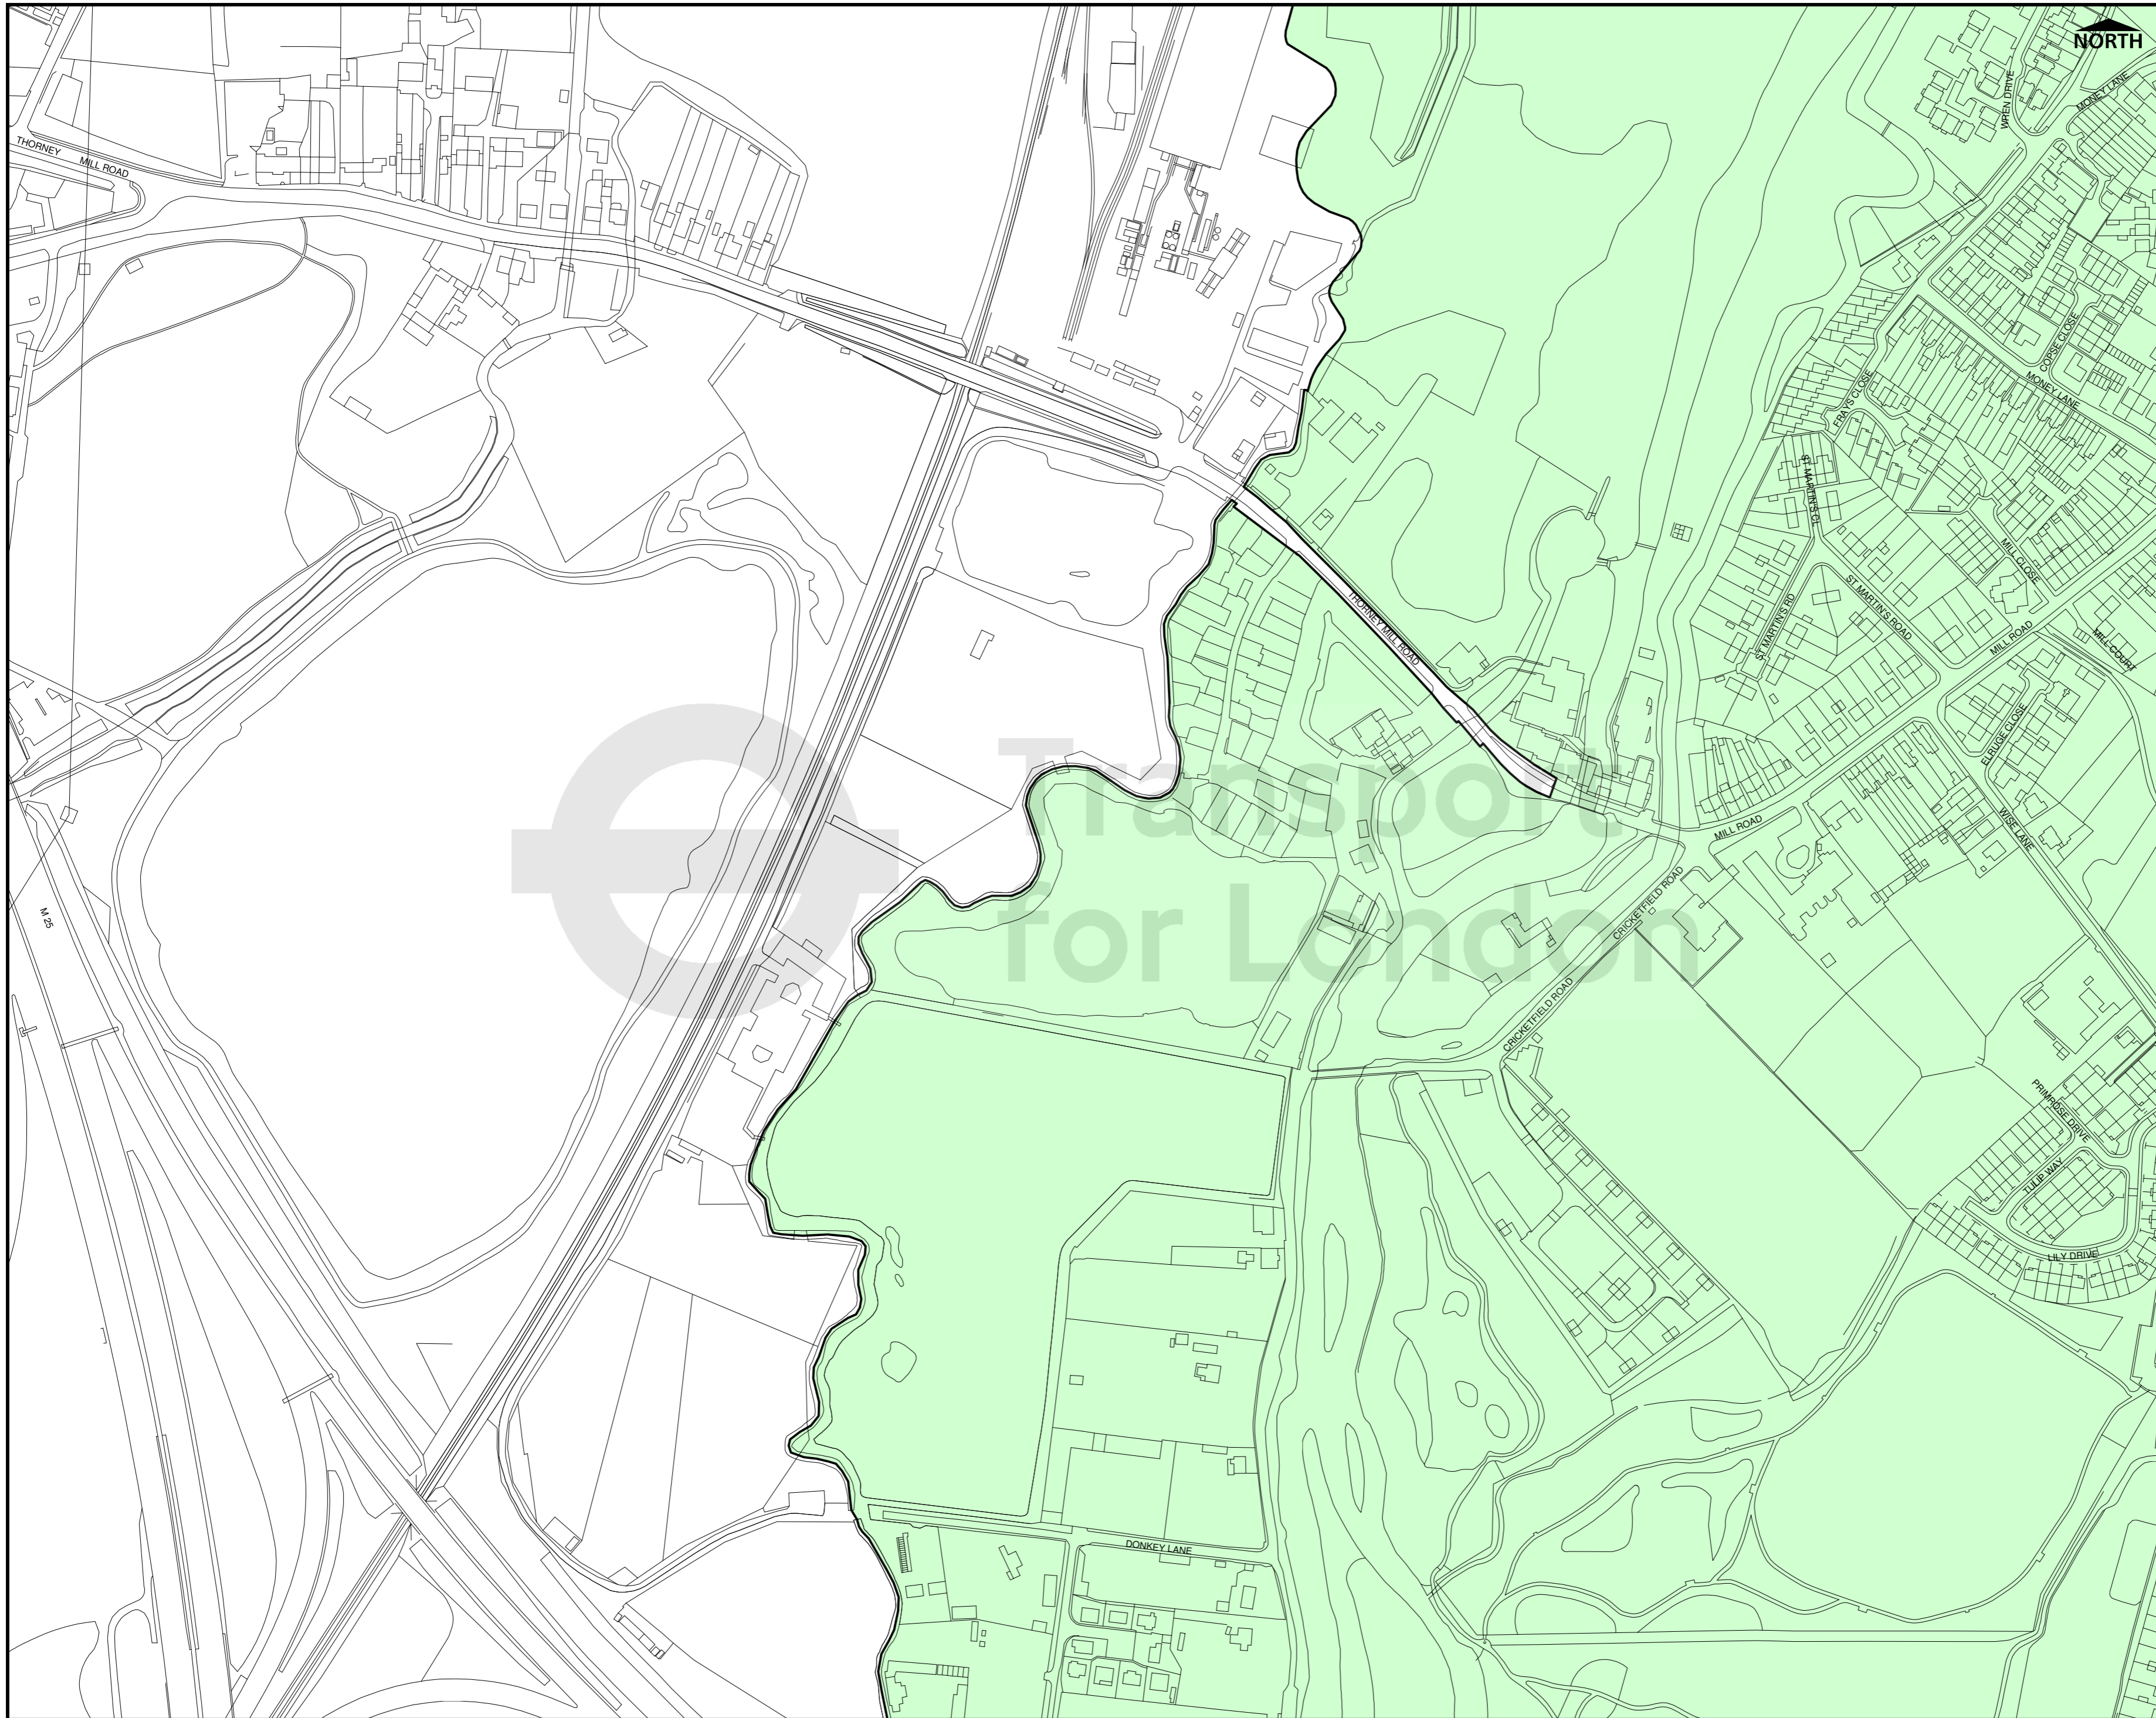 NORTH
WREN DRIVE
MONEY LANE
THORNEY MILL ROAD
COPSE CLOSE
MONEY LANE
FRAYS CLOSE
ST MARTIN'S CL
MILL CLOSE
ST MARTIN'S ROAD
ST MARTIN'S RD
THORNEY MILL ROAD
MILL ROAD
MILL COURT
ELRUGE CLOSE
Transport
for London
MILL ROAD
WISE LANE
CRICKETFIELD ROAD
M 25
CRICKETFIELD ROAD
PRIMROSE DRIVE
TULIP WAY
LILY DRIVE
DONKEY LANE